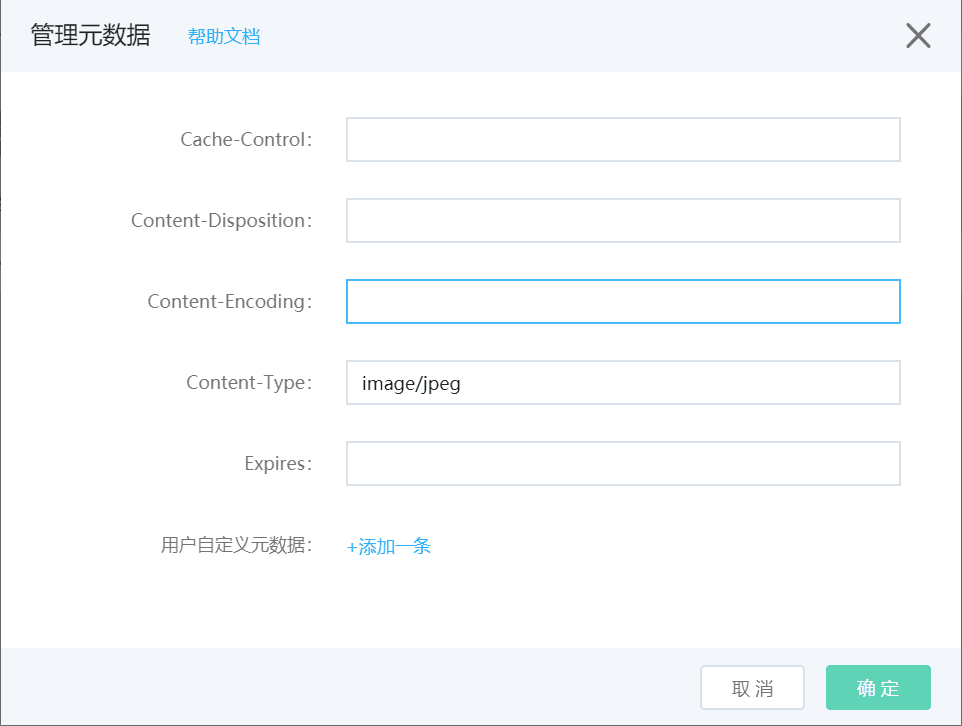 管理元数据 帮助文档
Cache-Control:
Content-Disposition:
Content-Encoding:
Content-Type: image/jpeg
Expires:
用户自定义元数据: +添加一条
取消 确定